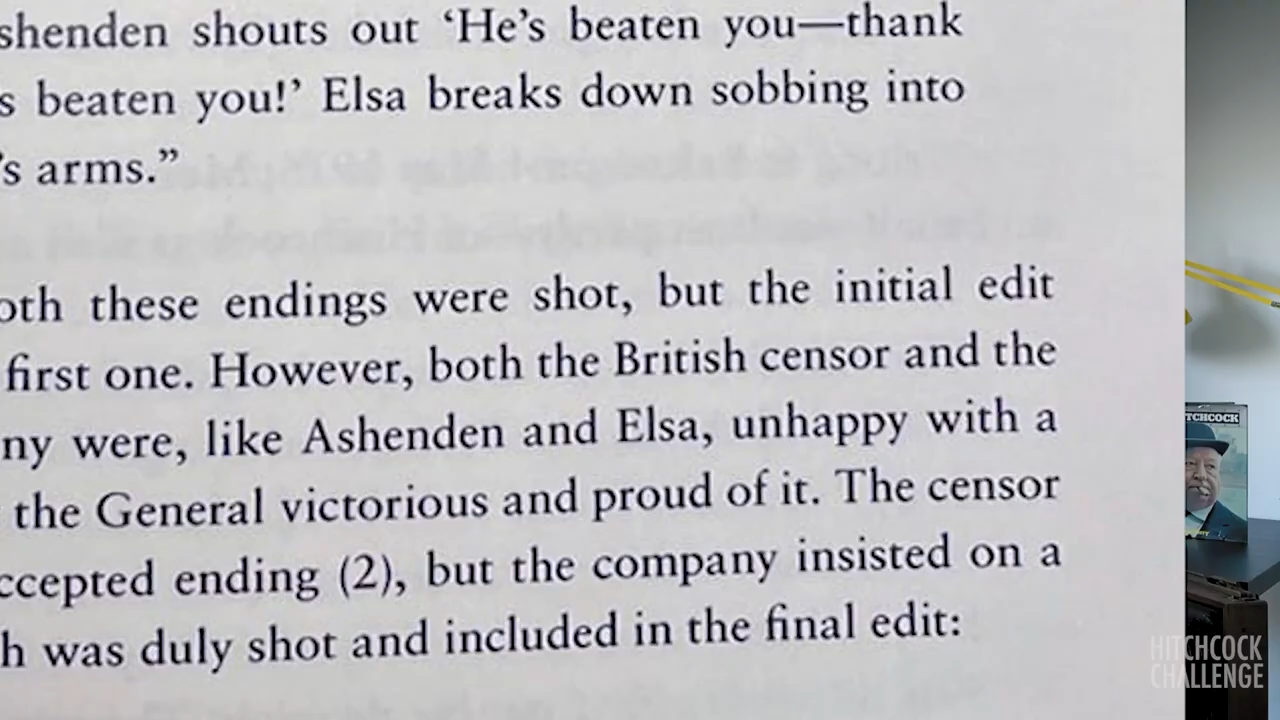 shenden shouts out ‘He’s beaten you—thank
s beaten you!’ Elsa breaks down sobbing into
’s arms.”
oth these endings were shot, but the initial edit
first one. However, both the British censor and the
ny were, like Ashenden and Elsa, unhappy with a
the General victorious and proud of it. The censor
ccepted ending (2), but the company insisted on a
h was duly shot and included in the final edit:
TCHCOCK
HITCHCOCK
CHALLENGE